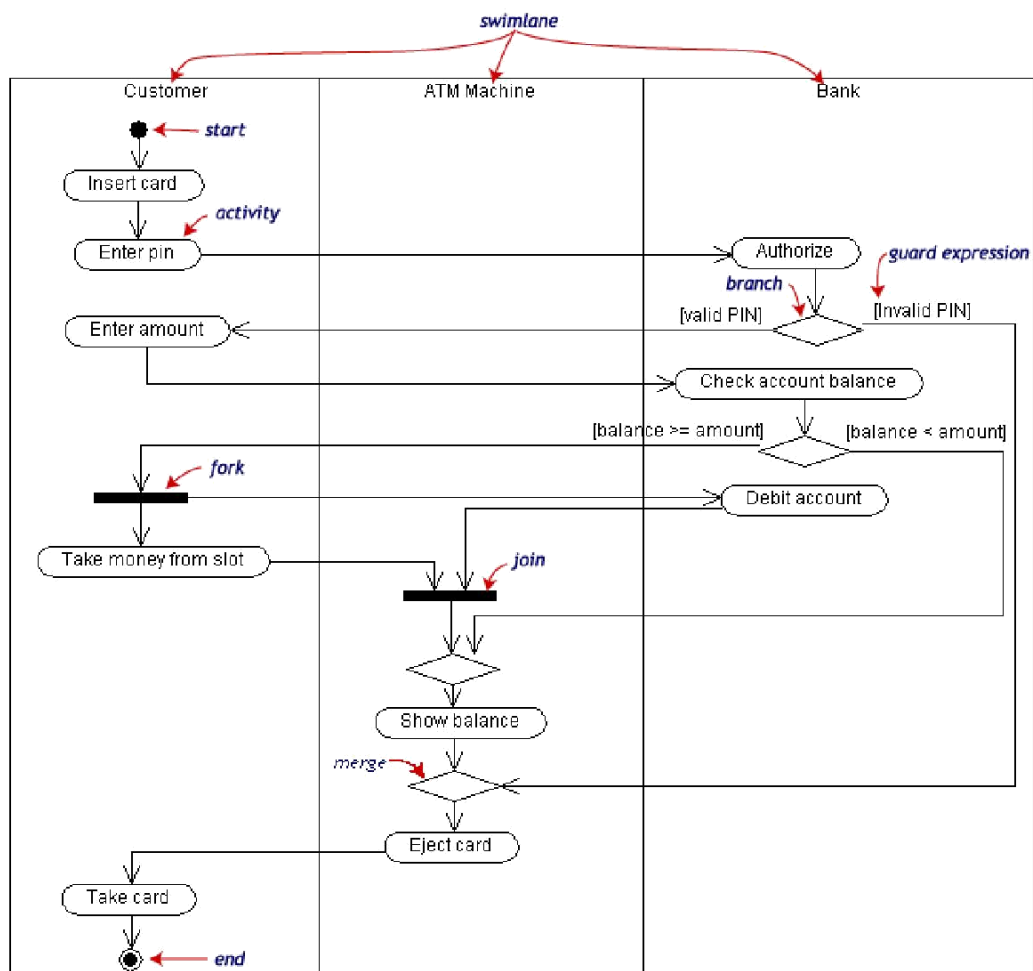 swimlane
Customer
ATM Machine
Bank
start
Insert card
activity
Enter pin
Authorize
guard expression
branch
Enter amount
[valid PIN]
[Invalid PIN]
Check account balance
[balance >= amount]
[balance < amount]
fork
Debit account
Take money from slot
join
Show balance
merge
Eject card
Take card
end